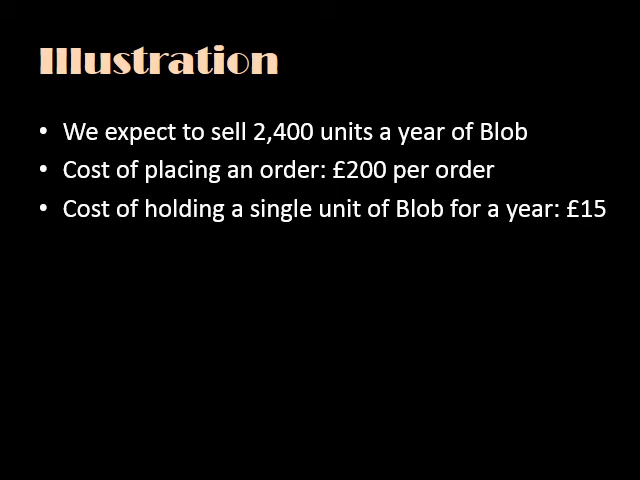 Illustration
• We expect to sell 2,400 units a year of Blob
• Cost of placing an order: £200 per order
• Cost of holding a single unit of Blob for a year: £15